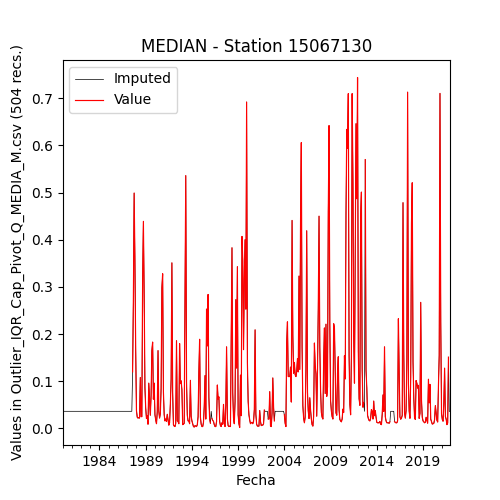 MEDIAN - Station 15067130
Values in Outlier_IQR_Cap_Pivot_Q_MEDIA_M.csv (504 recs.)
Imputed
Value
0.7
0.6
0.5
0.4
0.3
0.2
0.1
0.0
1984 1989 1994 1999 2004 2009 2014 2019
Fecha